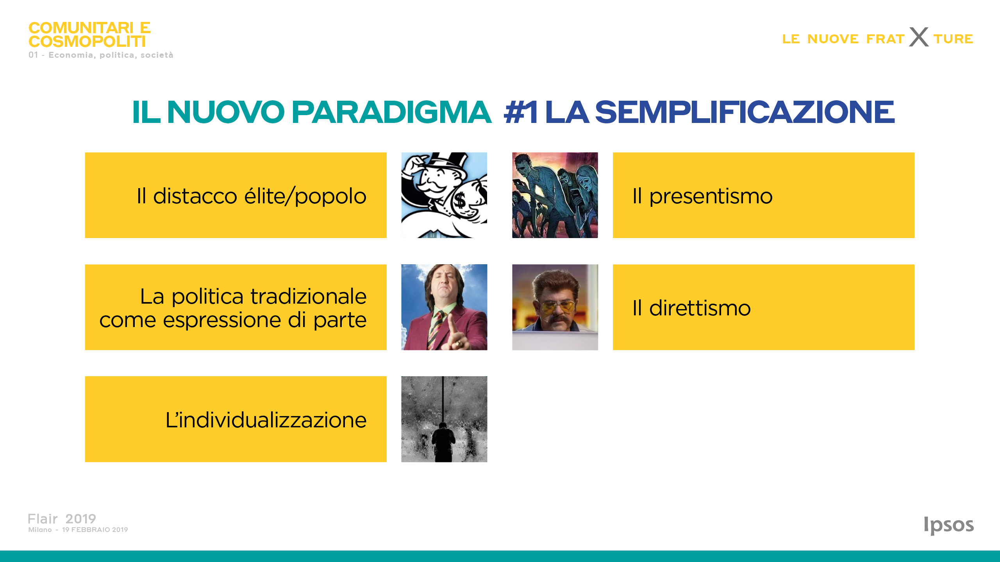 COMUNITARI E
COSMOPOLITI
01 - Economia, politica, società
LE NUOVE FRAT X TURE
IL NUOVO PARADIGMA #1 LA SEMPLIFICAZIONE
Il distacco élite/popolo
$
Il presentismo
La politica tradizionale
come espressione di parte
Il direttismo
L’individualizzazione
Flair 2019
Milano - 19 FEBBRAIO 2019
Ipsos